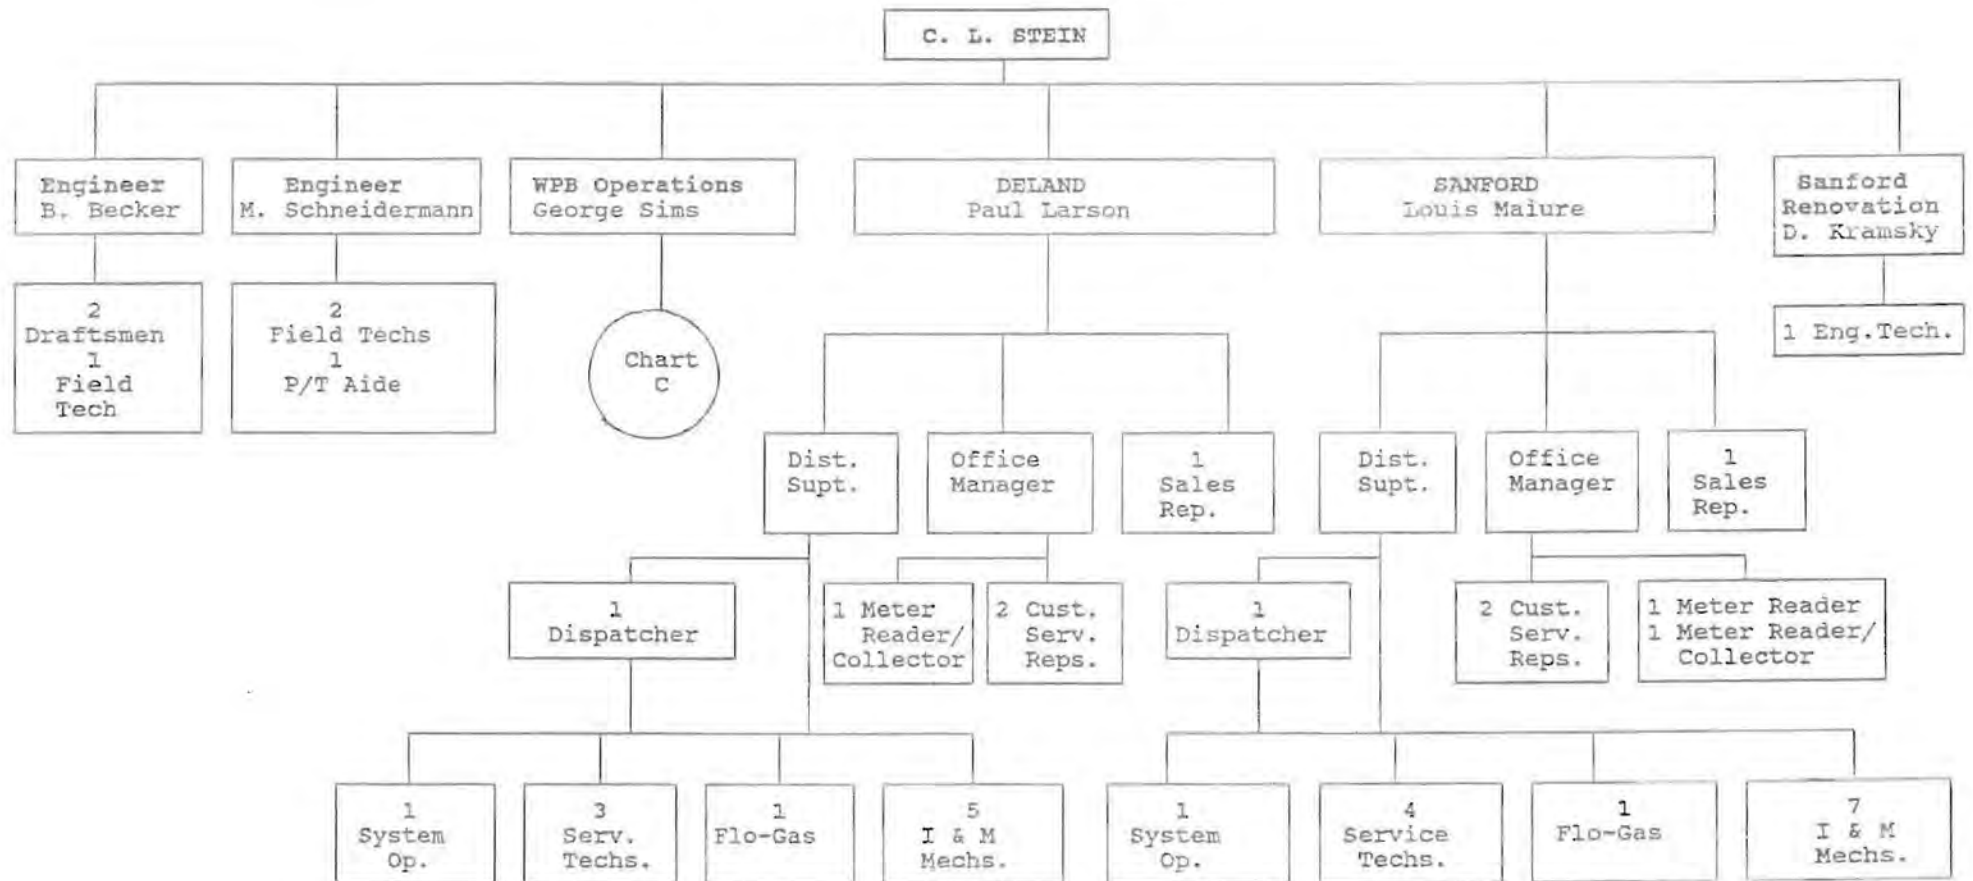 C. L. STEIN
Engineer
B. Becker
Engineer
M. Schneidermann
WPB Operations
George Sims
DELAND
Paul Larson
SANFORD
Louis Maiure
Sanford
Renovation
D. Kramsky
2
Draftsmen
1
Field
Tech
2
Field Techs
1
P/T Aide
Chart
C
1 Eng.Tech.
Dist.
Supt.
Office
Manager
1
Sales
Rep.
Dist.
Supt.
Office
Manager
1
Sales
Rep.
1
Dispatcher
1 Meter
Reader/
Collector
2 Cust.
Serv.
Reps.
1
Dispatcher
2 Cust.
Serv.
Reps.
1 Meter Reader
1 Meter Reader/
Collector
1
System
Op.
3
Serv.
Techs.
1
Flo-Gas
5
I & M
Mechs.
1
System
Op.
4
Service
Techs.
1
Flo-Gas
7
I & M
Mechs.